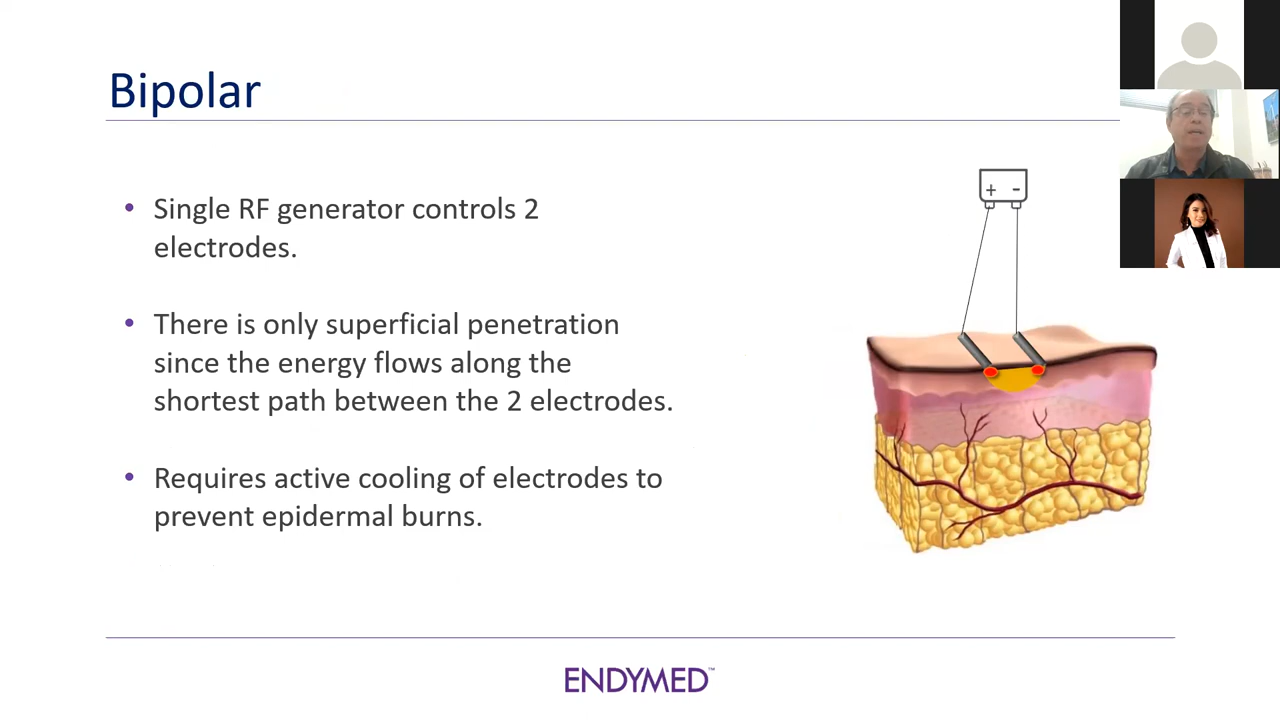 Bipolar
• Single RF generator controls 2
electrodes.
• There is only superficial penetration
since the energy flows along the
shortest path between the 2 electrodes.
• Requires active cooling of electrodes to
prevent epidermal burns.
+ -
ENDYMED™